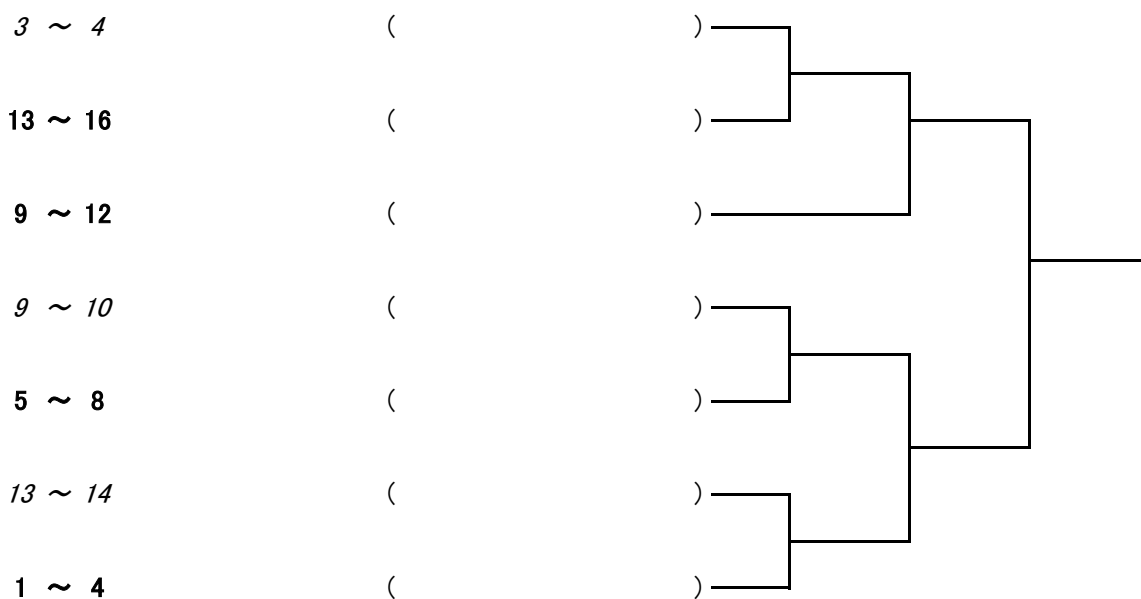 3 ～ 4 ( )
13 ～ 16 ( )
9 ～ 12 ( )
9 ～ 10 ( )
5 ～ 8 ( )
13 ～ 14 ( )
1 ～ 4 ( )